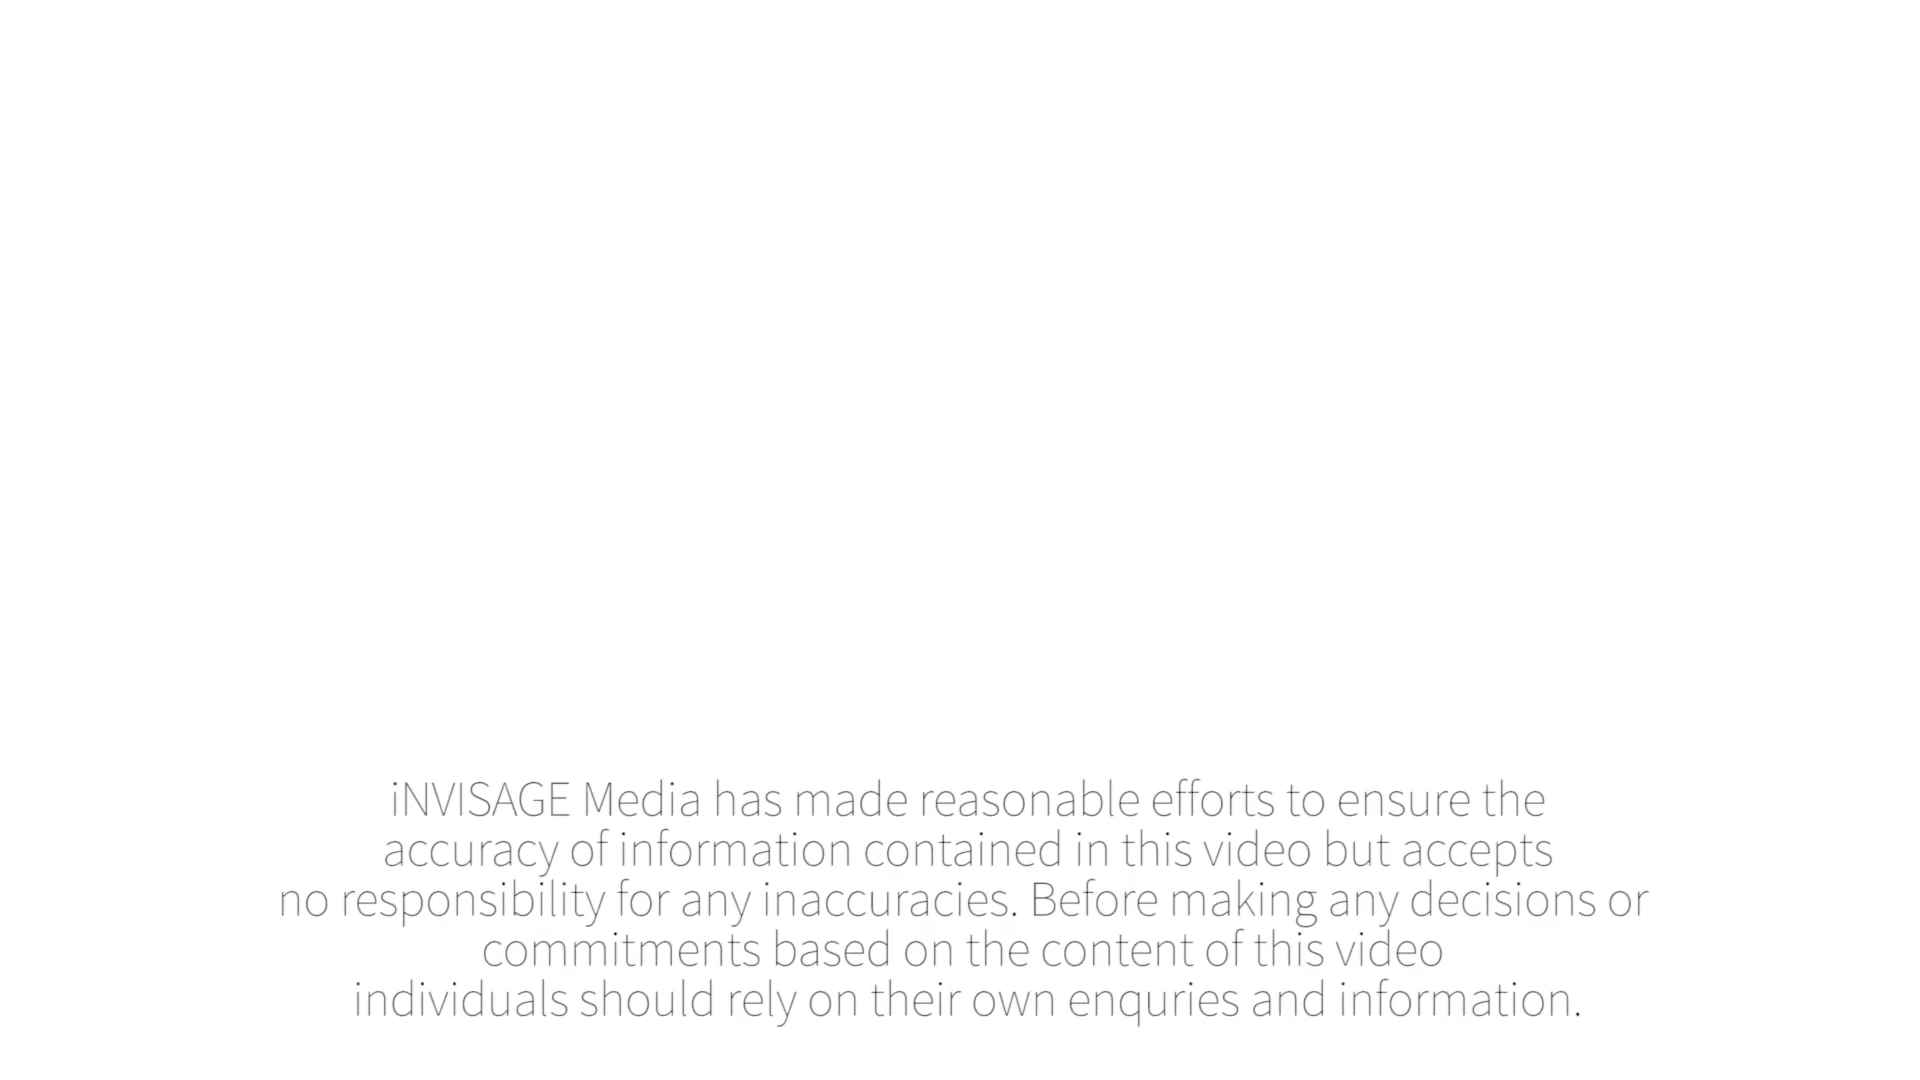 iNVISAGE Media has made reasonable efforts to ensure the
accuracy of information contained in this video but accepts
no responsibility for any inaccuracies. Before making any decisions or
commitments based on the content of this video
individuals should rely on their own enquries and information.